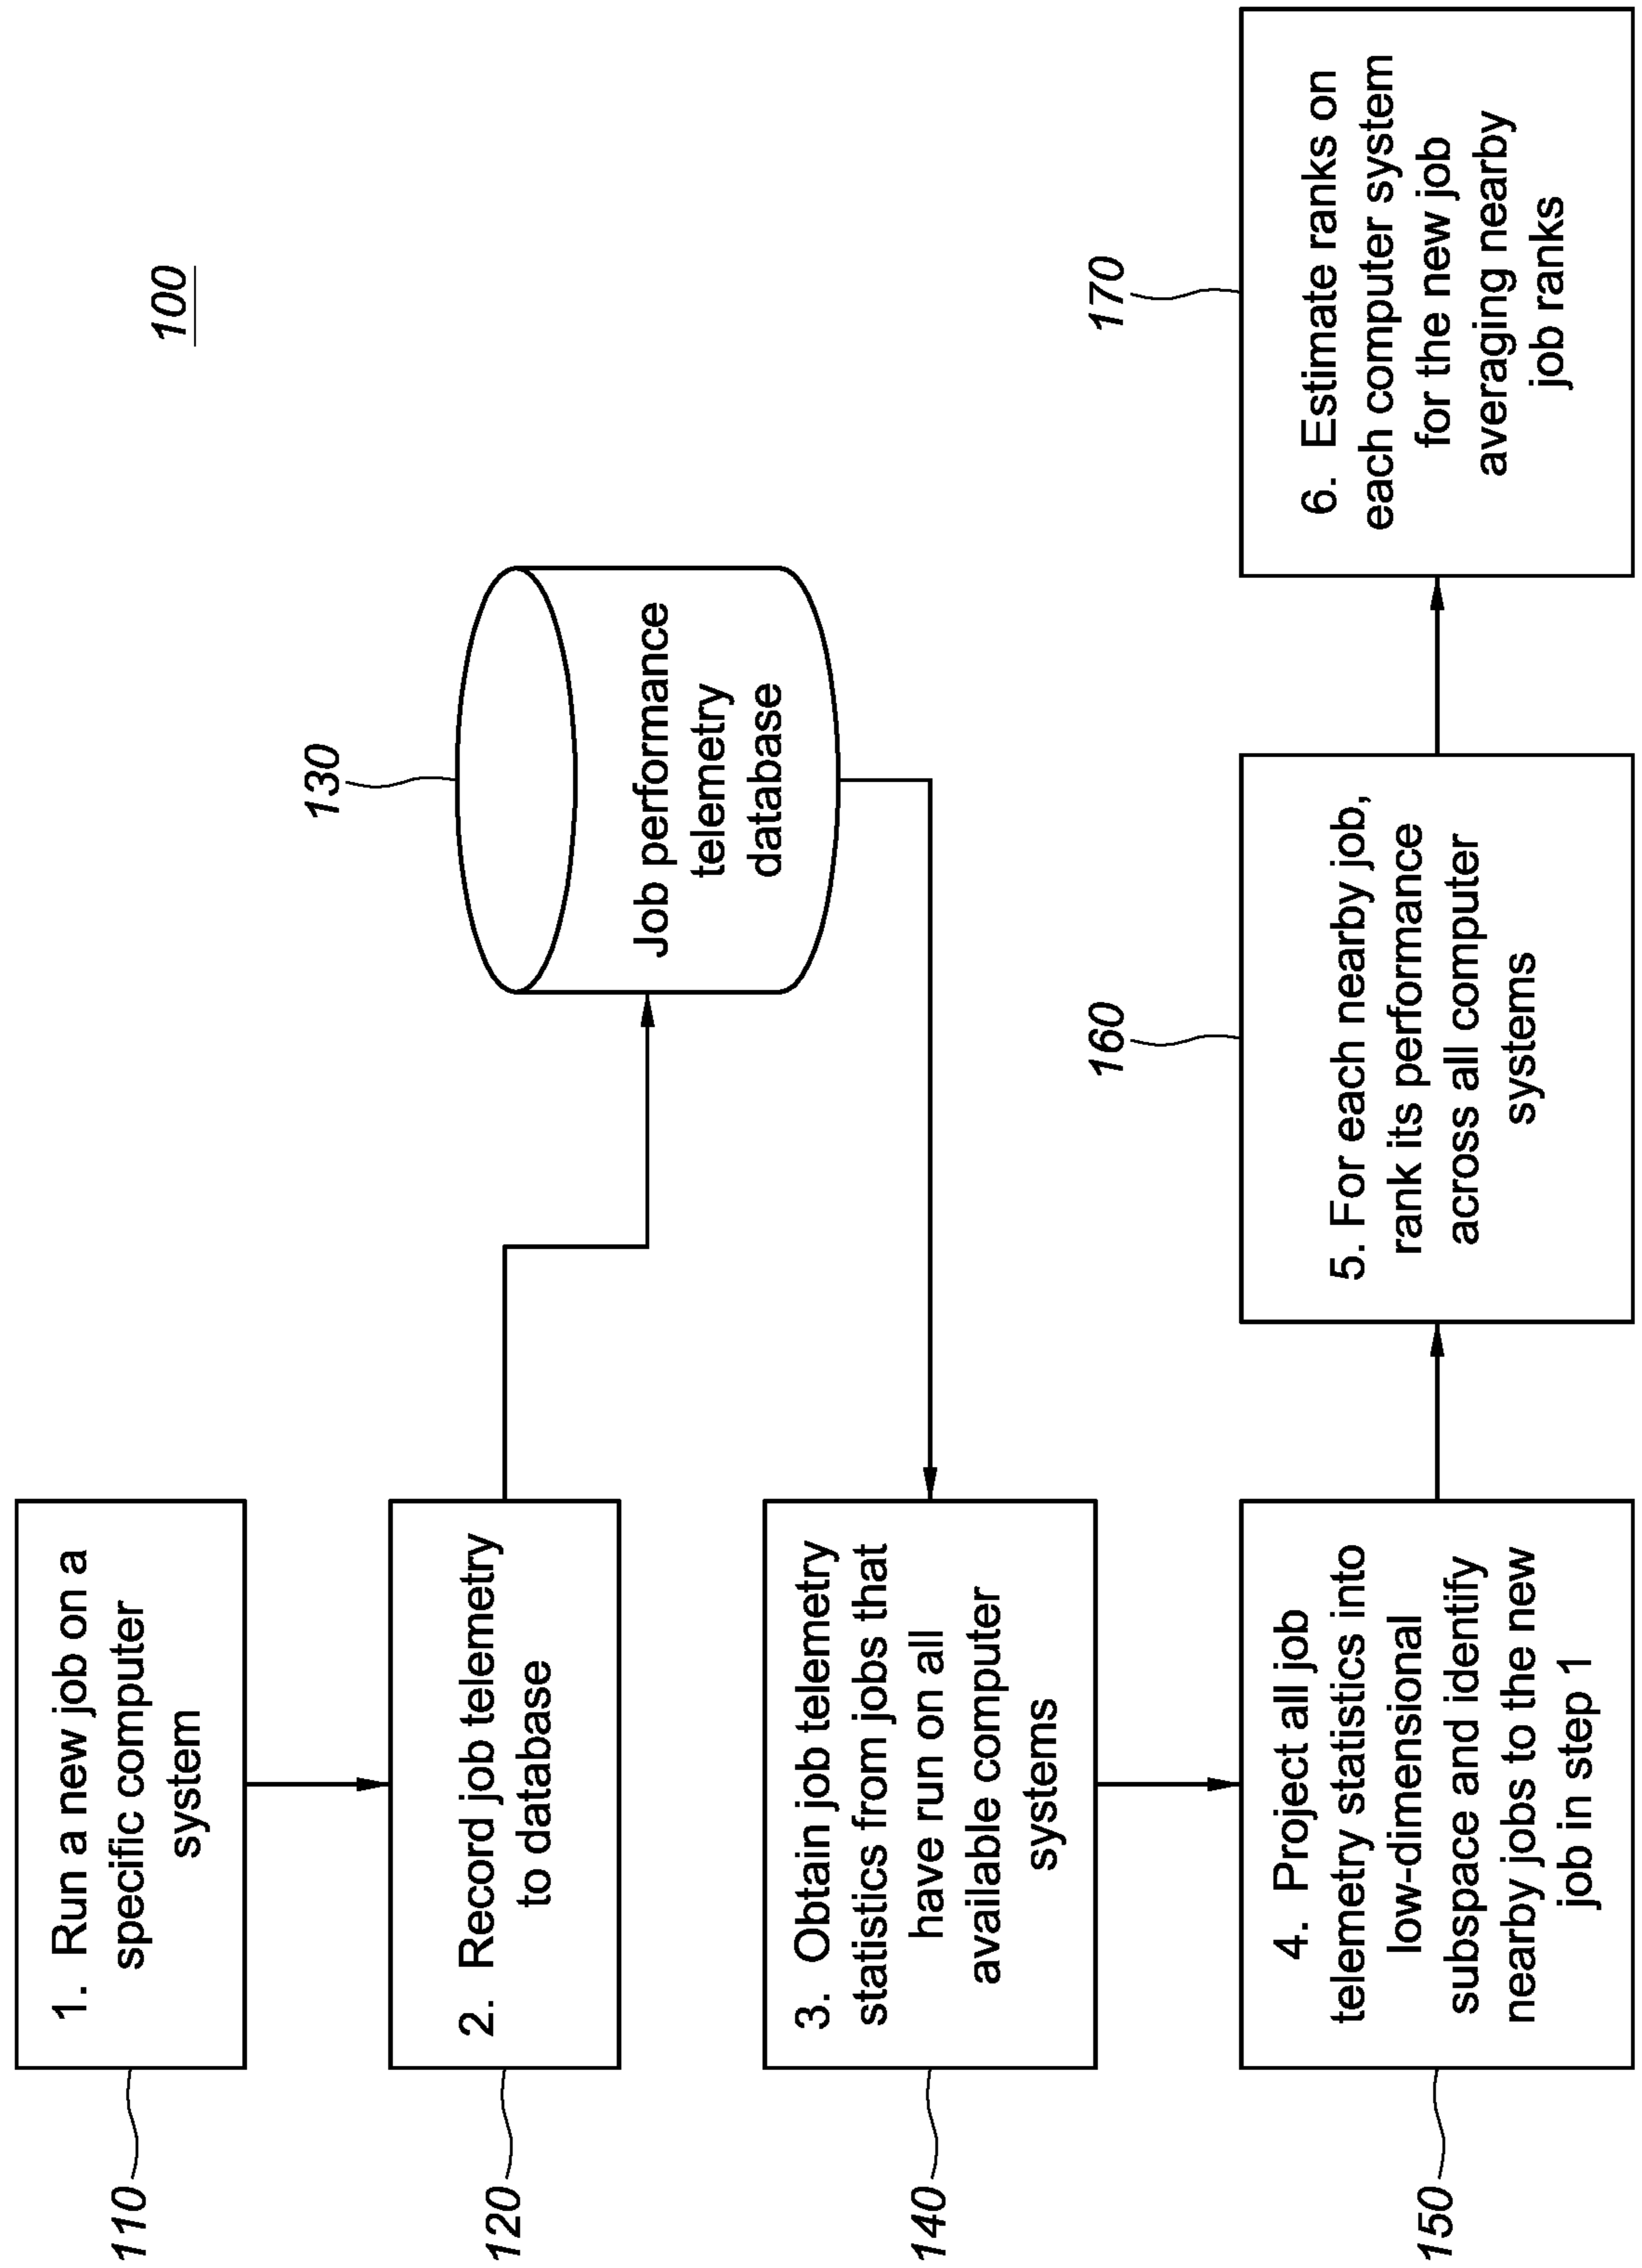 100
110
1. Run a new job on a
specific computer
system
120
2. Record job telemetry
to database
130
Job performance
telemetry
database
140
3. Obtain job telemetry
statistics from jobs that
have run on all
available computer
systems
150
4. Project all job
telemetry statistics into
low-dimensional
subspace and identify
nearby jobs to the new
job in step 1
160
5. For each nearby job,
rank its performance
across all computer
systems
170
6. Estimate ranks on
each computer system
for the new job
averaging nearby
job ranks